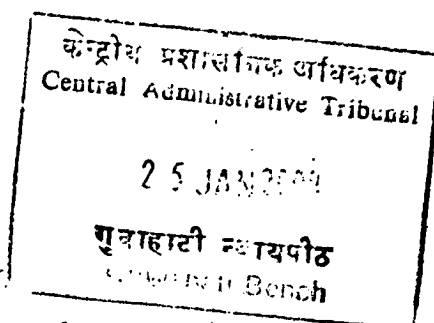 केन्द्रीय प्रशासनिक अधिकरण
Central Administrative Tribunal
25 JAN
गुवाहाटी न्यायपीठ
Bench